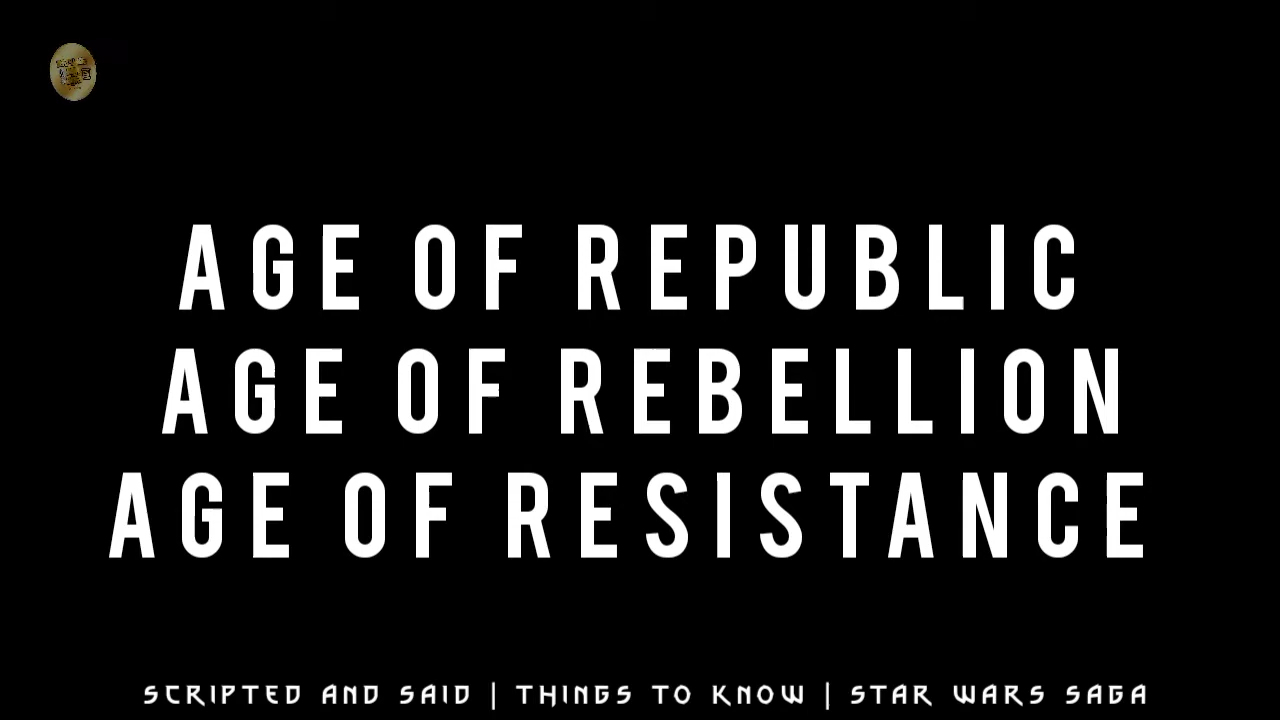 AGE OF REPUBLIC
AGE OF REBELLION
AGE OF RESISTANCE
SCRIPTED AND SAID | THINGS TO KNOW | STAR WARS SAGA